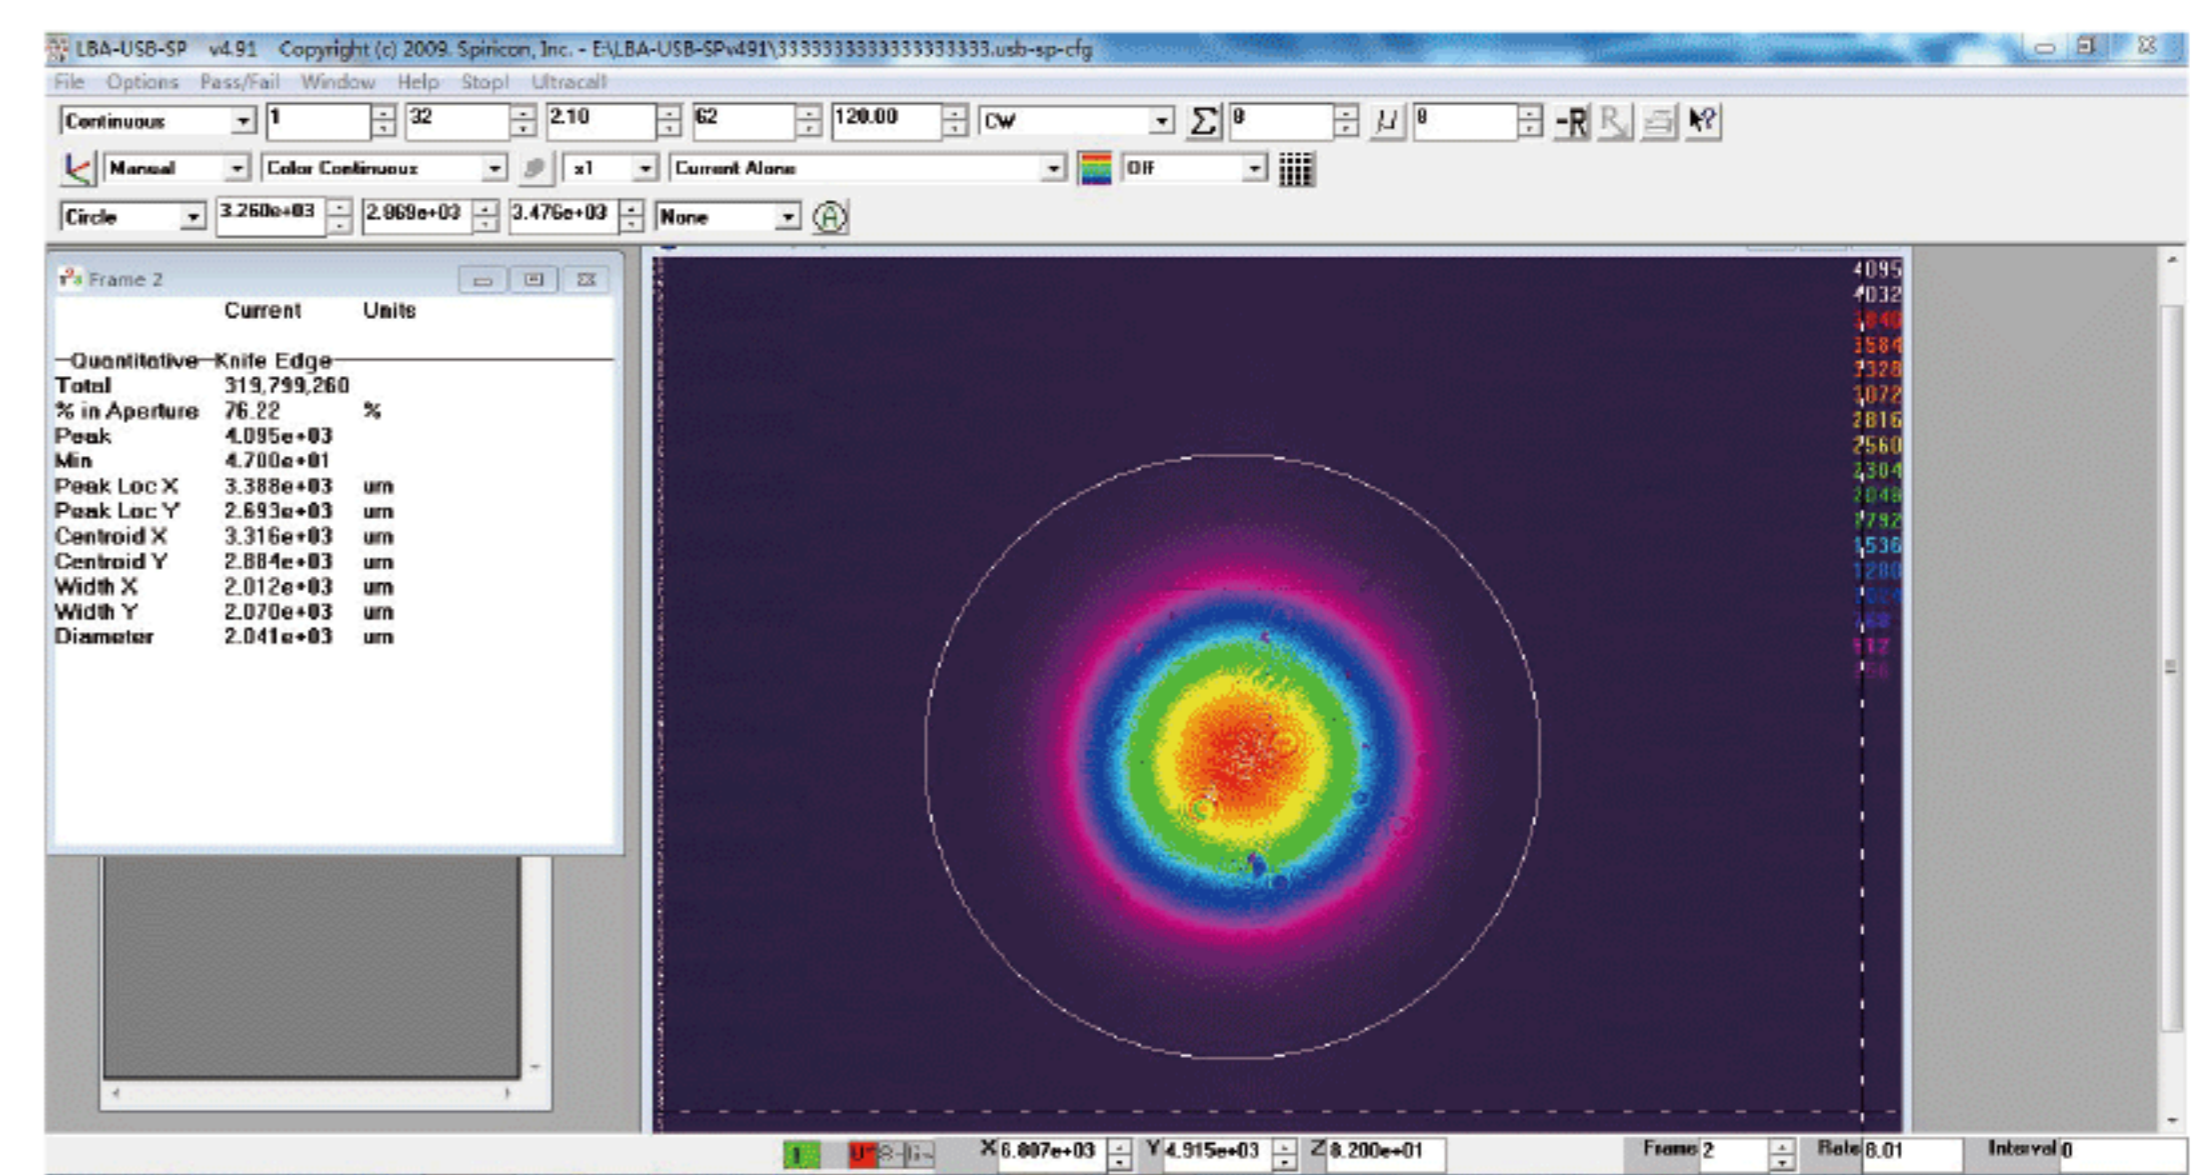 LBA-USB-SP v4.91 Copyright (c) 2009. Spiricon, Inc. - E:\LBA-USB-SPv491\3333333333333333333.usb-sp-cfg
File Options Pass/Fail Window Help Stop! Ultracal!
Continuous 1 32 2.10 62 120.00 CW Σ 8 μ 8 -R R
Manual Color Continuous x1 Current Alone Off
Circle 3.260e+03 2.969e+03 3.476e+03 None A
Frame 2
Current Units
Quantitative Knife Edge
Total 319,799,260
% in Aperture 76.22 %
Peak 4.095e+03
Min 4.700e+01
Peak Loc X 3.388e+03 um
Peak Loc Y 2.693e+03 um
Centroid X 3.316e+03 um
Centroid Y 2.884e+03 um
Width X 2.012e+03 um
Width Y 2.070e+03 um
Diameter 2.041e+03 um
4095
4032
3840
3584
3328
3072
2816
2560
2304
2048
1792
1536
1280
1024
768
512
256
X 6.807e+03 Y 4.915e+03 Z 8.200e+01 Frame 2 Rate 8.01 Interval 0